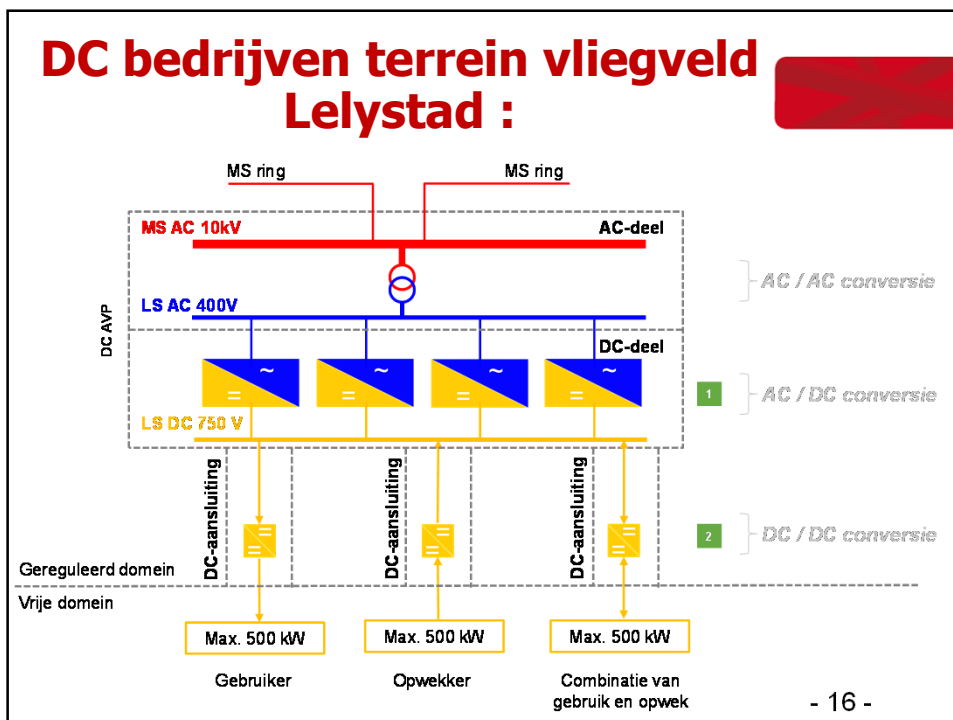 DC bedrijven terrein vliegveld
Lelystad :
MS ring
MS ring
MS AC 10kV
AC-deel
AC / AC conversie
LS AC 400V
DC AVP
DC-deel
~
~
~
~
1
AC / DC conversie
LS DC 750 V
DC-aansluiting
DC-aansluiting
DC-aansluiting
2
DC / DC conversie
Gereguleerd domein
Vrije domein
Max. 500 kW
Max. 500 kW
Max. 500 kW
Gebruiker
Opwekker
Combinatie van
gebruik en opwek
- 16 -